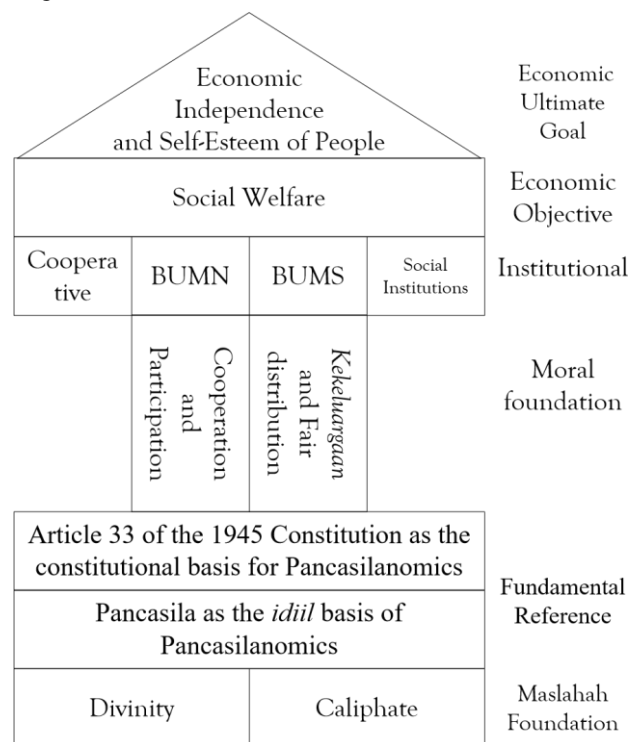 Economic
Independence
and Self-Esteem of People
Economic
Ultimate
Goal
Social Welfare
Economic
Objective
Coopera
tive
BUMN
BUMS
Social
Institutions
Institutional
Cooperation
and
Participation
Kekeluargaan
and Fair
distribution
Moral
foundation
Article 33 of the 1945 Constitution as the
constitutional basis for Pancasilanomics
Pancasila as the idiil basis of
Pancasilanomics
Fundamental
Reference
Divinity
Caliphate
Maslahah
Foundation